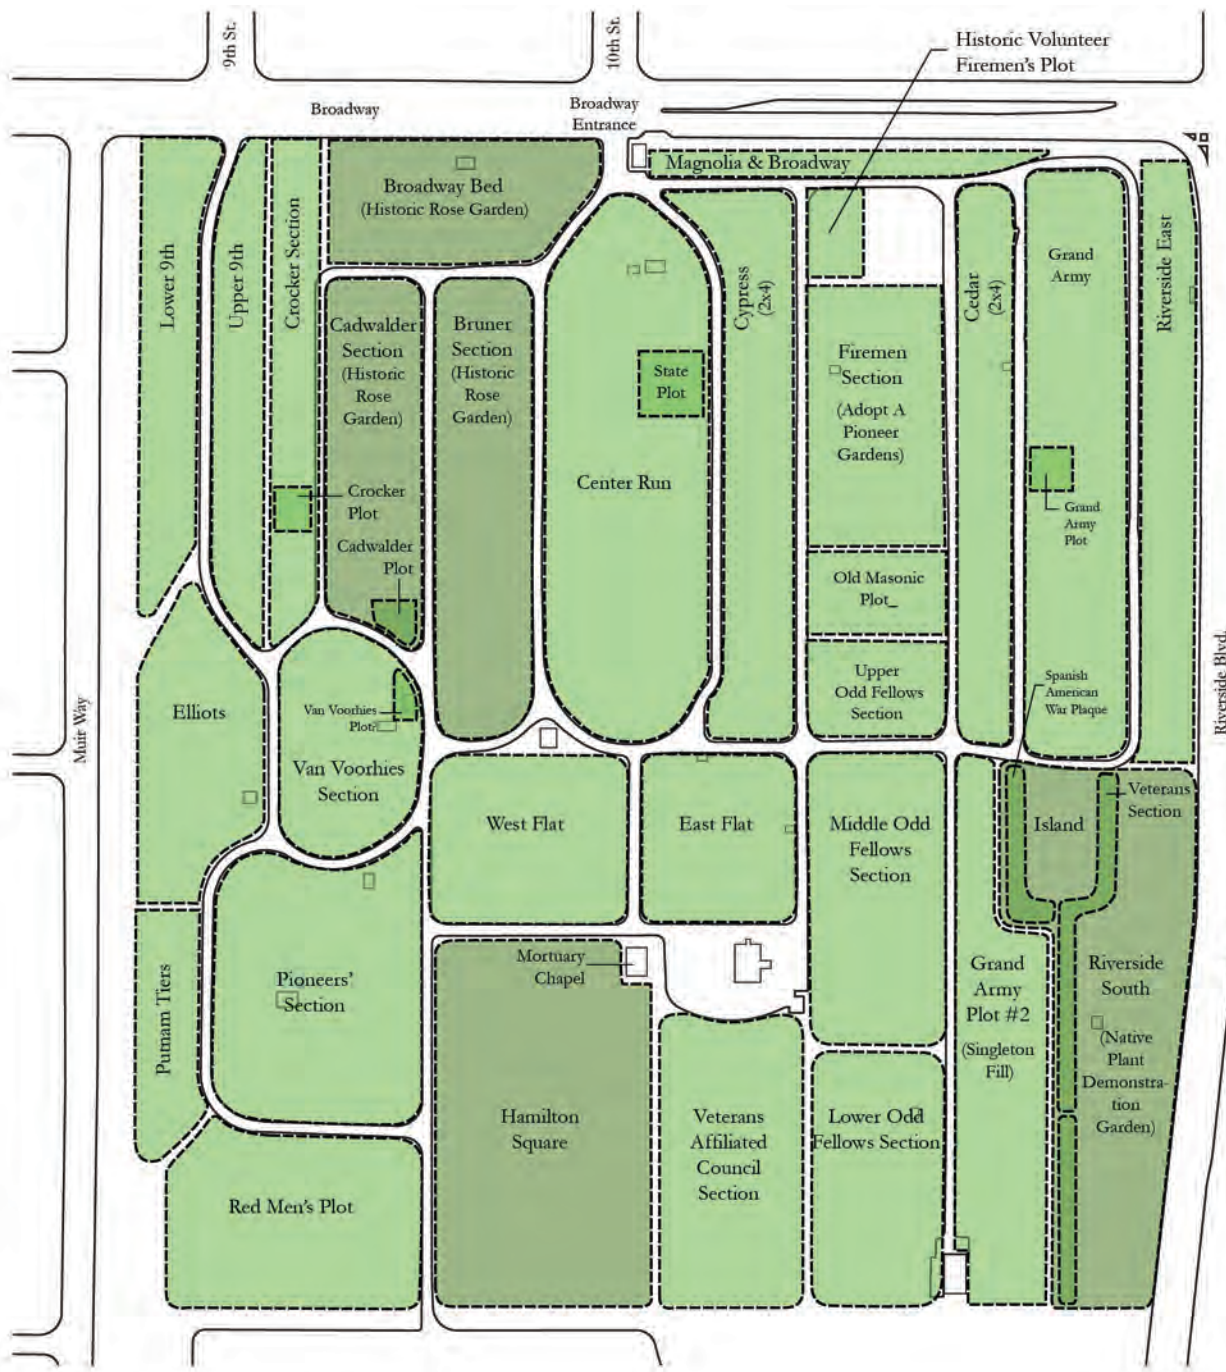 Historic Volunteer
Firemen's Plot
9th St.
10th St.
Broadway
Broadway
Entrance
Magnolia & Broadway
Broadway Bed
(Historic Rose Garden)
Lower 9th
Upper 9th
Crocker Section
Cadwalder
Section
(Historic
Rose
Garden)
Bruner
Section
(Historic
Rose
Garden)
State
Plot
Center Run
Cypress
(2x4)
Firemen
Section
(Adopt A
Pioneer
Gardens)
Cedar
(2x4)
Grand
Army
Riverside East
Crocker
Plot
Cadwalder
Plot
Grand
Army
Plot
Old Masonic
Plot
Upper
Odd Fellows
Section
Spanish
American
War Plaque
Riverside Blvd.
Muir Way
Elliots
Van Voorhies
Plot
Van Voorhies
Section
West Flat
East Flat
Middle Odd
Fellows
Section
Island
Veterans
Section
Putnam Tiers
Pioneers'
Section
Mortuary
Chapel
Grand
Army
Plot #2
(Singleton
Fill)
Riverside
South
(Native
Plant
Demonstra-
tion
Garden)
Hamilton
Square
Veterans
Affiliated
Council
Section
Lower Odd
Fellows Section
Red Men's Plot